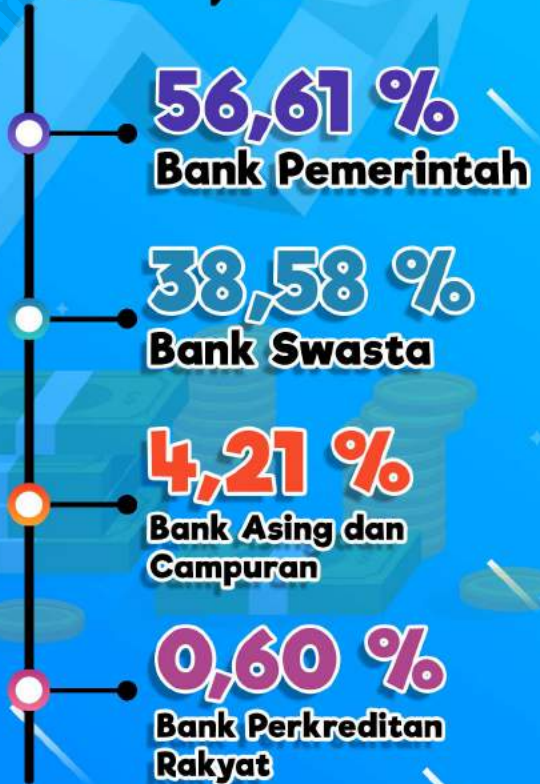 56,61 %
Bank Pemerintah
38,58 %
Bank Swasta
4,21 %
Bank Asing dan
Campuran
0,60 %
Bank Perkreditan
Rakyat